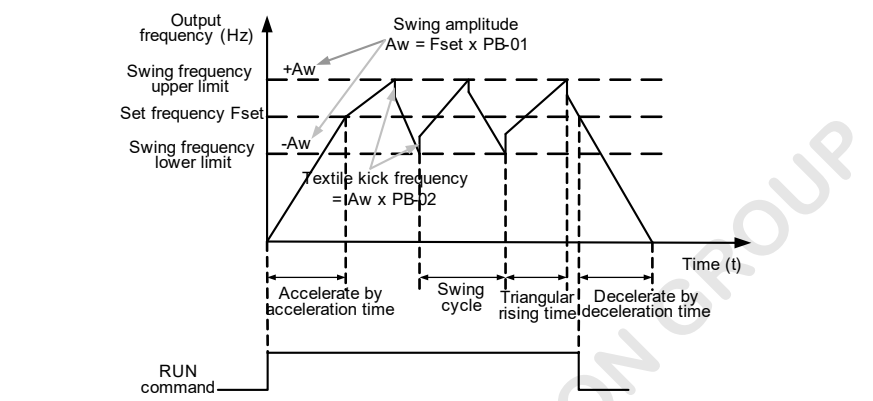 Output
frequency (Hz)
Swing amplitude
Aw = Fset x PB-01
Swing frequency
upper limit
+Aw
Set frequency Fset
-Aw
Swing frequency
lower limit
Textile kick frequency
= Aw x PB-02
Time (t)
Accelerate by
acceleration time
Swing
cycle
Triangular
rising time
Decelerate by
deceleration time
RUN
command
ON GROUP